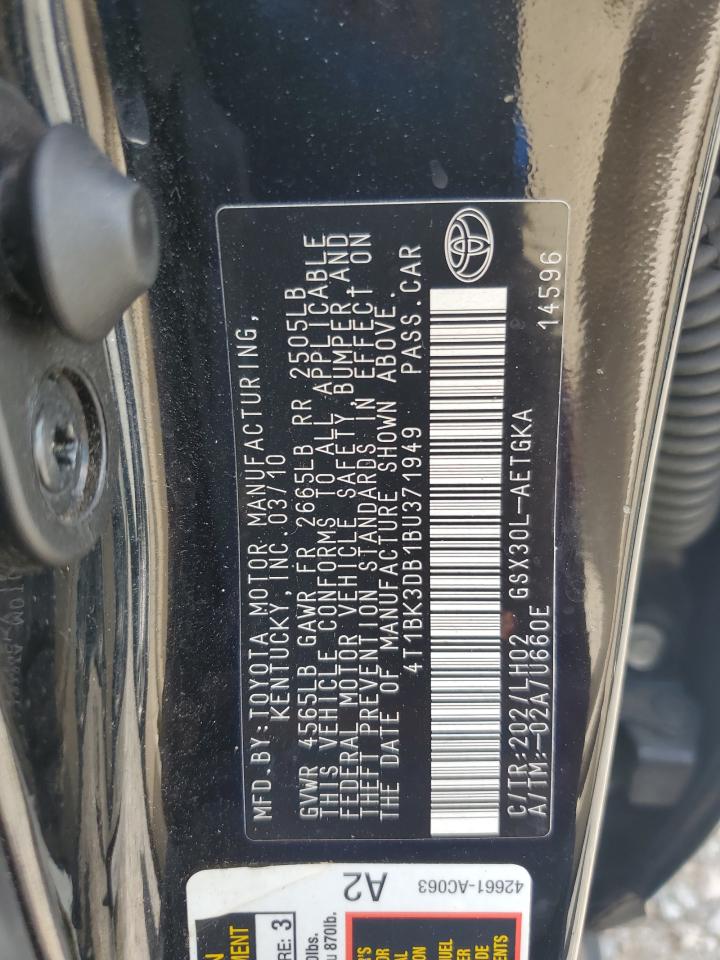 MFD.BY:TOYOTA MOTOR MANUFACTURING,
KENTUCKY,INC.03/10
GVWR 4565LB GAWR FR 2665LB RR 2505LB
THIS VEHICLE CONFORMS TO ALL APPLICABLE
FEDERAL MOTOR VEHICLE SAFETY, BUMPER,AND
THEFT PREVENTION STANDARDS IN EFFECT ON
THE DATE OF MANUFACTURE SHOWN ABOVE.
4T1BK3DB1BU371949 PASS.CAR
C/TR:202/LH02 GSX30L-AETGKA 14596
A/TM:-02A/U660E
A2
42661-AC063